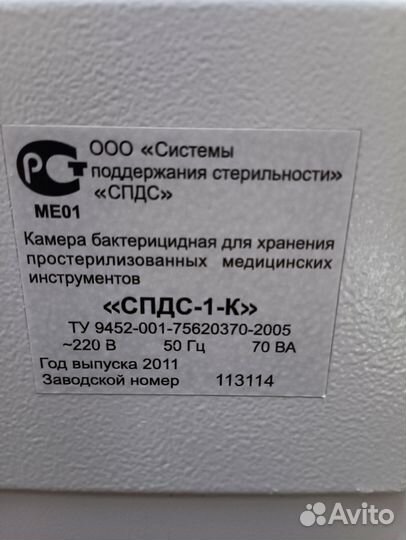 ООО «Системы
поддержания стерильности»
«СПДС»
РСТ
МЕ01
Камера бактерицидная для хранения
простерилизованных медицинских
инструментов
«СПДС-1-К»
ТУ 9452-001-75620370-2005
~220 В 50 Гц 70 ВА
Год выпуска 2011
Заводской номер 113114
Avito